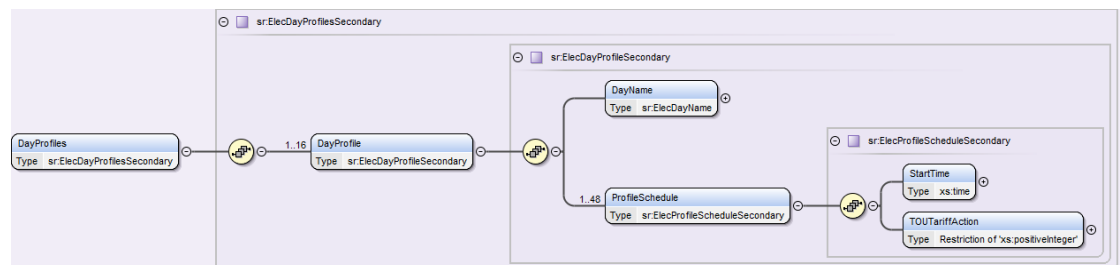 sr:ElecDayProfilesSecondary
sr:ElecDayProfileSecondary
DayName
Type sr:ElecDayName
DayProfiles
Type sr:ElecDayProfilesSecondary
1..16
DayProfile
Type sr:ElecDayProfileSecondary
sr:ElecProfileScheduleSecondary
StartTime
Type xs:time
1..48
ProfileSchedule
Type sr:ElecProfileScheduleSecondary
TOUTariffAction
Type Restriction of 'xs:positiveInteger'